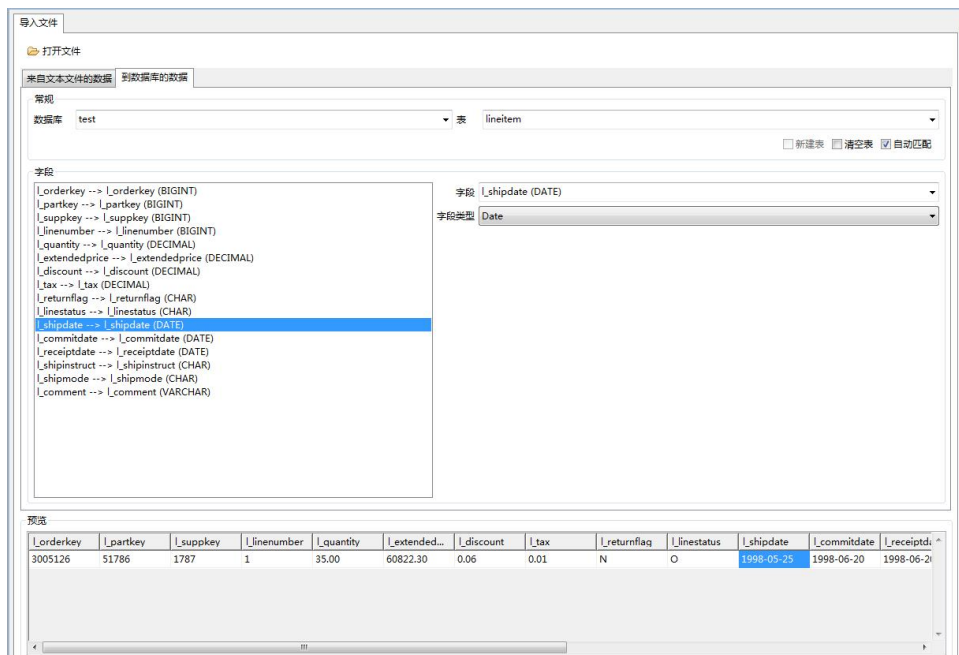 导入文件
打开文件
来自文本文件的数据 到数据库的数据
常规
数据库 test 表 lineitem
新建表 清空表 自动匹配
字段
l_orderkey --> l_orderkey (BIGINT)
l_partkey --> l_partkey (BIGINT)
l_suppkey --> l_suppkey (BIGINT)
l_linenumber --> l_linenumber (BIGINT)
l_quantity --> l_quantity (DECIMAL)
l_extendedprice --> l_extendedprice (DECIMAL)
l_discount --> l_discount (DECIMAL)
l_tax --> l_tax (DECIMAL)
l_returnflag --> l_returnflag (CHAR)
l_linestatus --> l_linestatus (CHAR)
l_shipdate --> l_shipdate (DATE)
l_commitdate --> l_commitdate (DATE)
l_receiptdate --> l_receiptdate (DATE)
l_shipinstruct --> l_shipinstruct (CHAR)
l_shipmode --> l_shipmode (CHAR)
l_comment --> l_comment (VARCHAR)
字段 l_shipdate (DATE)
字段类型 Date
预览
l_orderkey l_partkey l_suppkey l_linenumber l_quantity l_extended... l_discount l_tax l_returnflag l_linestatus l_shipdate l_commitdate l_receiptda
3005126 51786 1787 1 35.00 60822.30 0.06 0.01 N O 1998-05-25 1998-06-20 1998-06-2